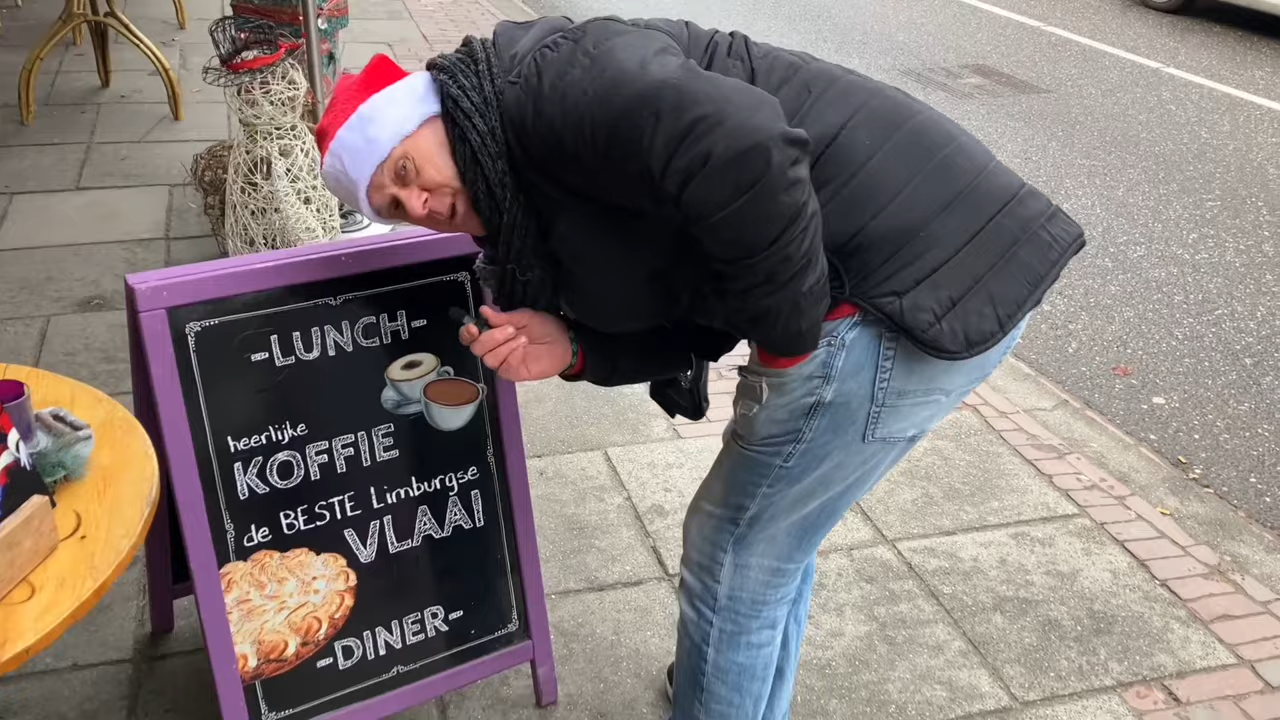 -LUNCH-
heerlijke
KOFFIE
de BESTE Limburgse
VLAAI
-DINER-